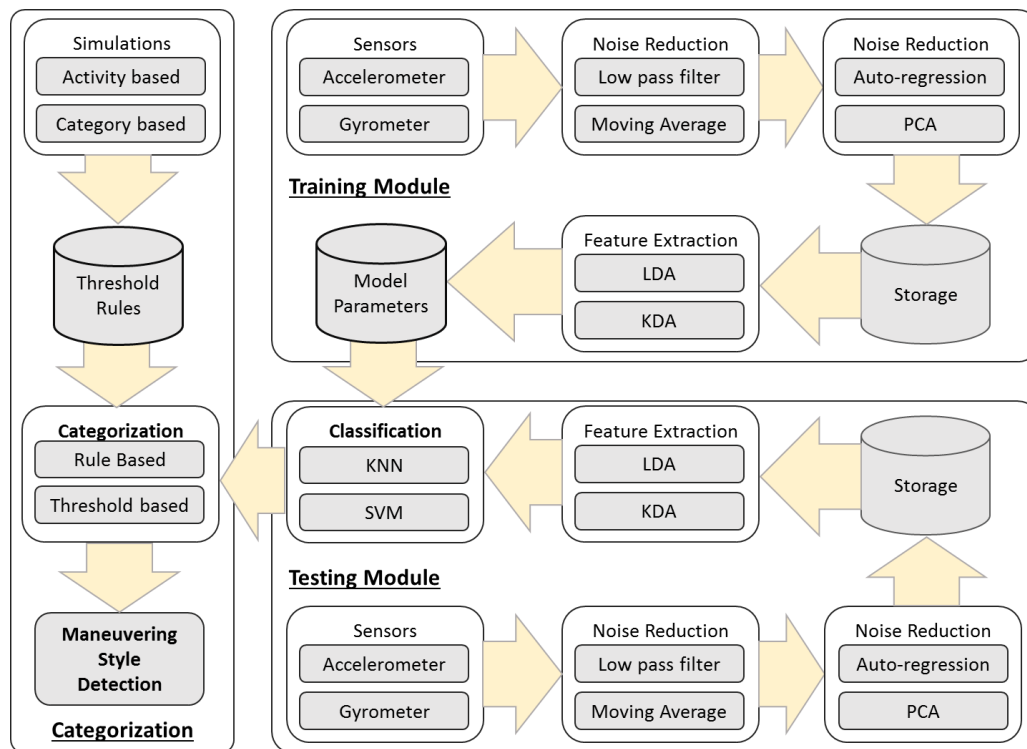 Simulations
Activity based
Category based
Threshold
Rules
Categorization
Rule Based
Threshold based
Maneuvering
Style
Detection
Categorization
Sensors
Accelerometer
Gyrometer
Noise Reduction
Low pass filter
Moving Average
Noise Reduction
Auto-regression
PCA
Training Module
Model
Parameters
Feature Extraction
LDA
KDA
Storage
Classification
KNN
SVM
Feature Extraction
LDA
KDA
Storage
Testing Module
Sensors
Accelerometer
Gyrometer
Noise Reduction
Low pass filter
Moving Average
Noise Reduction
Auto-regression
PCA